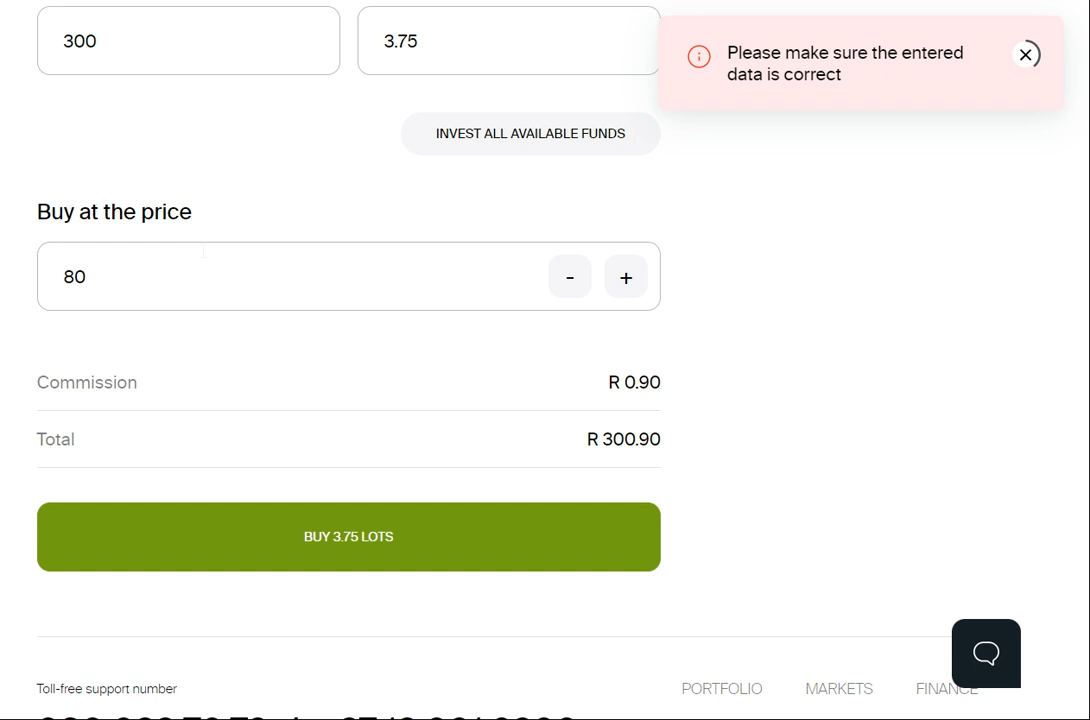 300
3.75
Please make sure the entered
data is correct
INVEST ALL AVAILABLE FUNDS
Buy at the price
80
-
+
Commission
R 0.90
Total
R 300.90
BUY 3.75 LOTS
Toll-free support number
PORTFOLIO
MARKETS
FINANCE